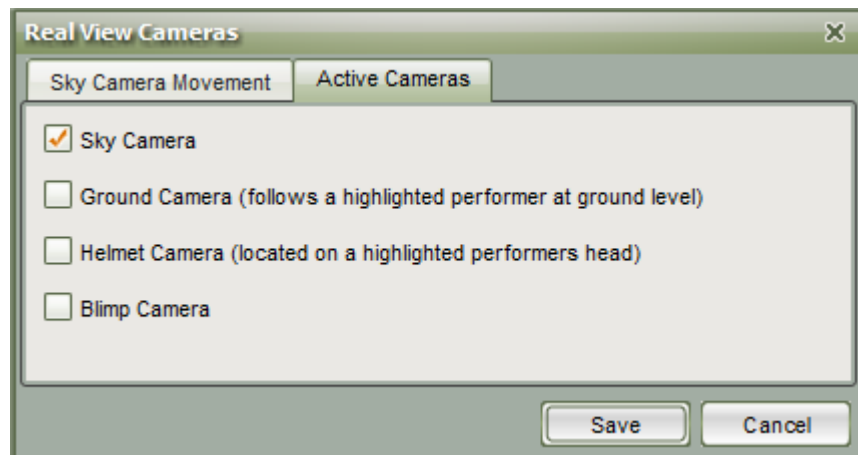 Real View Cameras
Sky Camera Movement
Active Cameras
Sky Camera
Ground Camera (follows a highlighted performer at ground level)
Helmet Camera (located on a highlighted performers head)
Blimp Camera
Save
Cancel